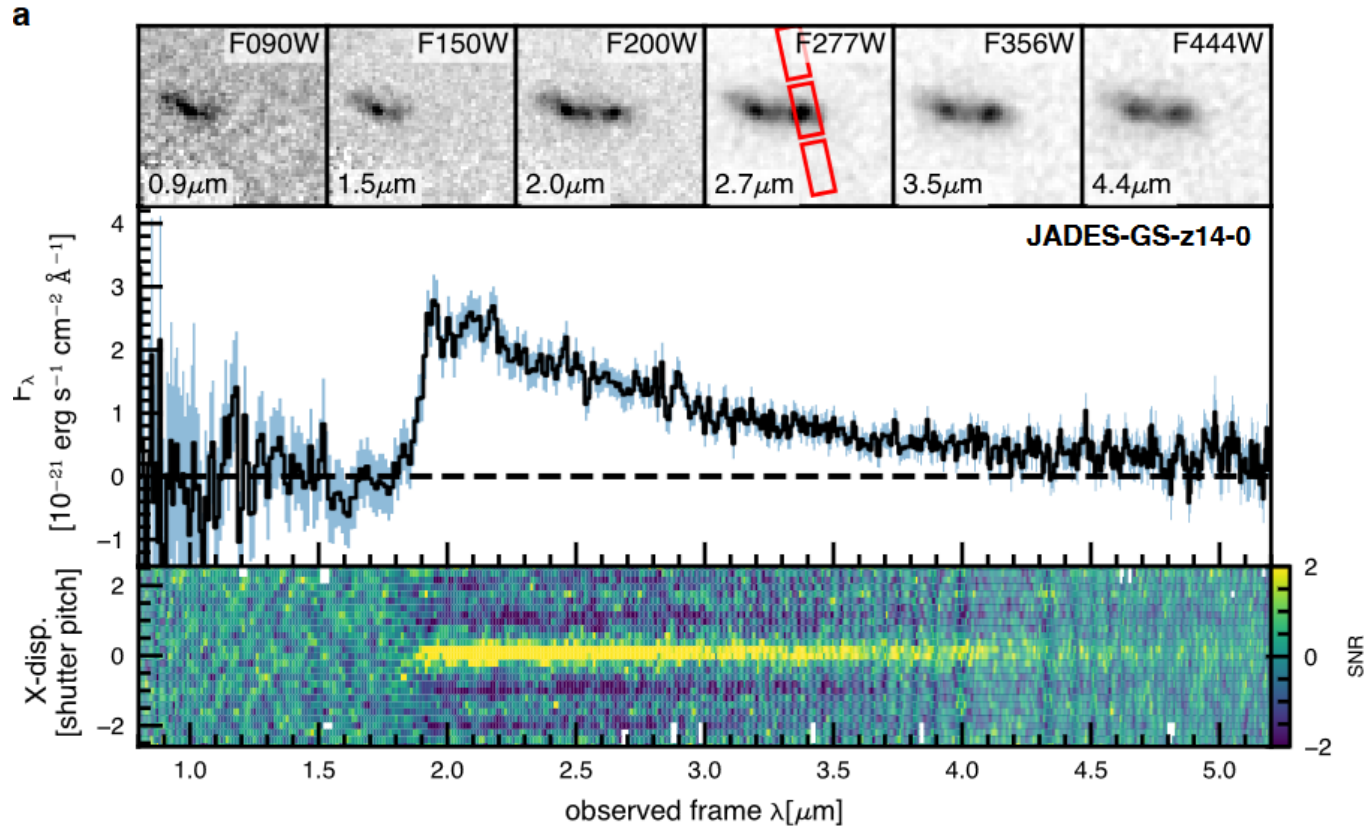 a
F090W F150W F200W F277W F356W F444W
0.9μm 1.5μm 2.0μm 2.7μm 3.5μm 4.4μm
JADES-GS-z14-0
4
3
2
1
0
−1
F_λ
[10⁻²¹ erg s⁻¹ cm⁻² Å⁻¹]
2
0
−2
X-disp.
[shutter pitch]
2
0
−2
SNR
1.0 1.5 2.0 2.5 3.0 3.5 4.0 4.5 5.0
observed frame λ[μm]